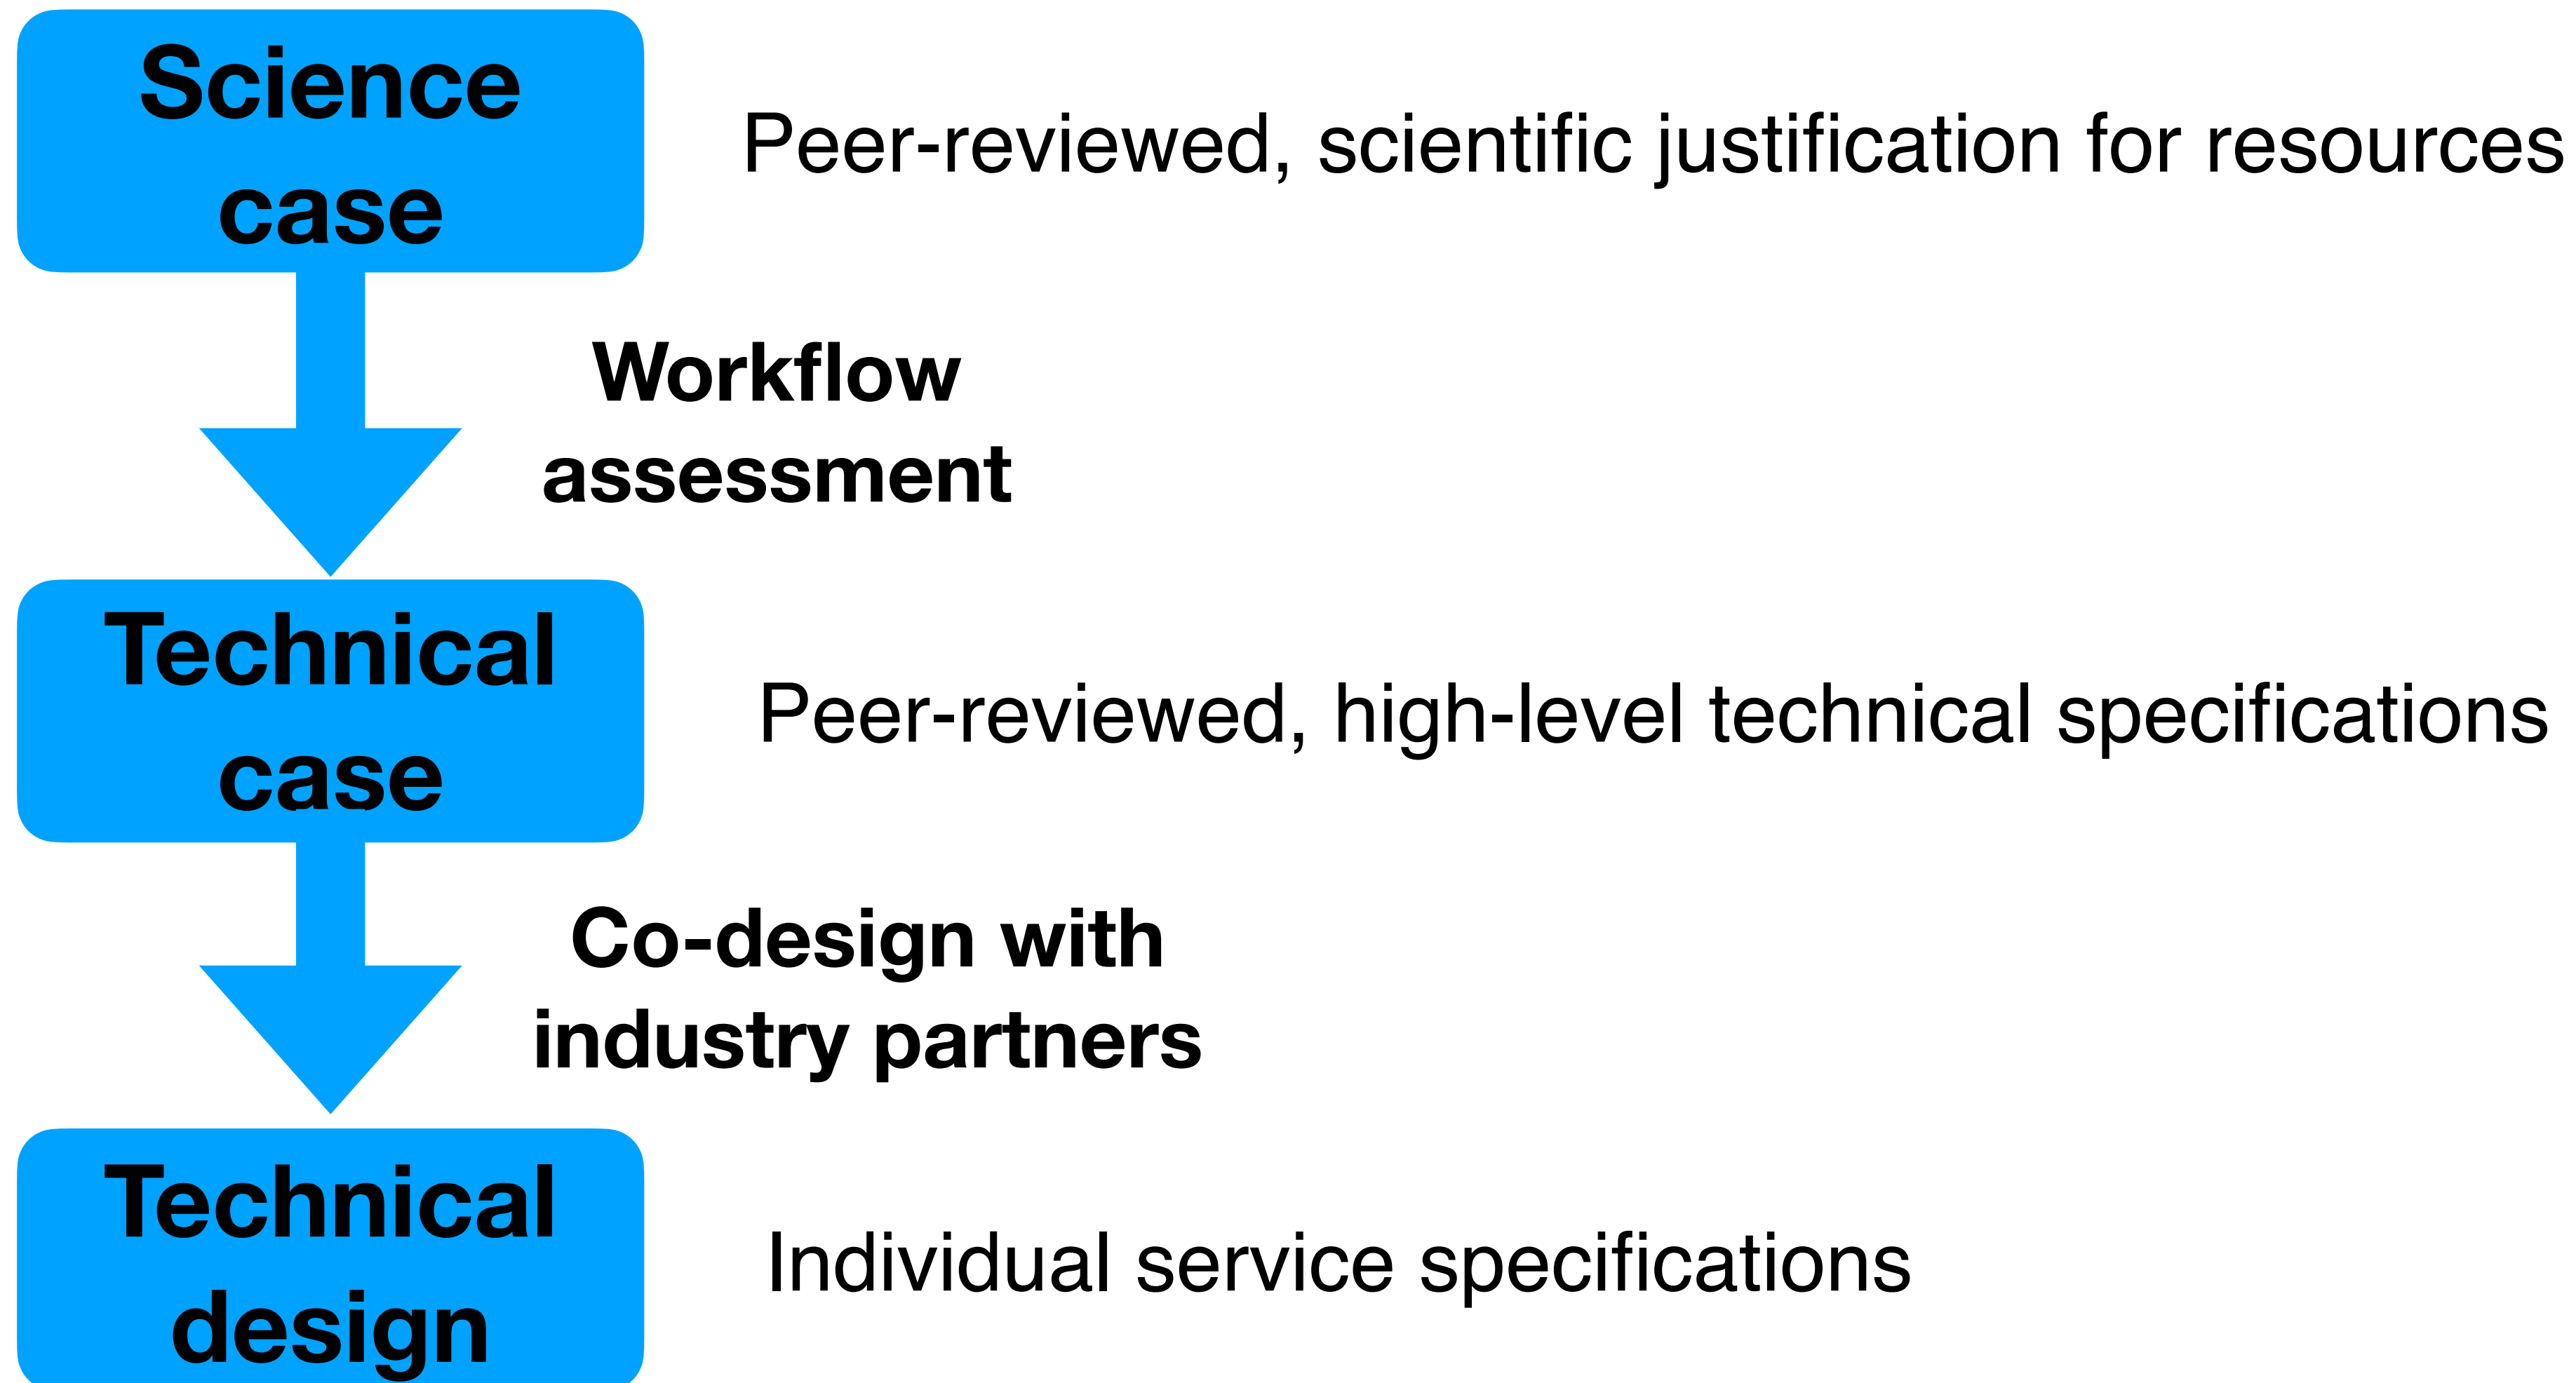 Science
case
Peer-reviewed, scientific justification for resources
Workflow
assessment
Technical
case
Peer-reviewed, high-level technical specifications
Co-design with
industry partners
Technical
design
Individual service specifications